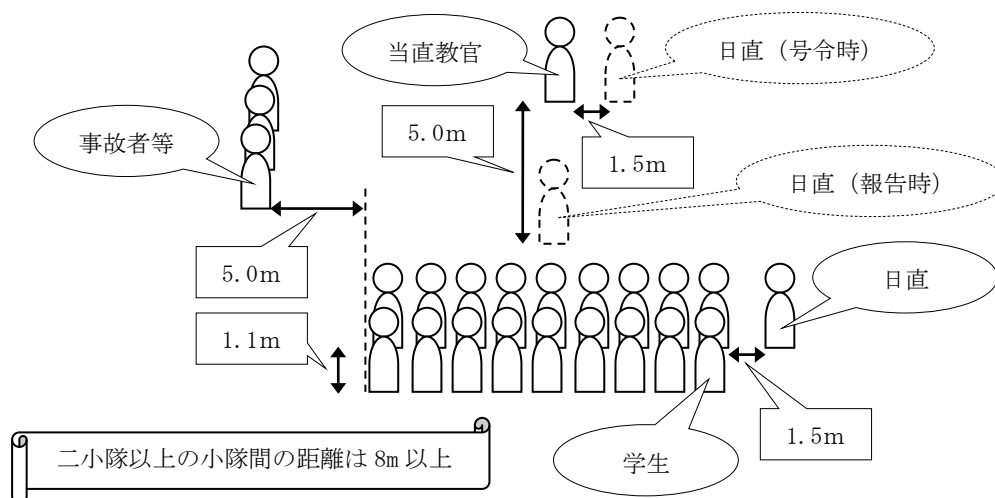 当直教官
日直（号令時）
事故者等
5.0m
1.5m
日直（報告時）
5.0m
日直
1.1m
1.5m
学生
二小隊以上の小隊間の距離は 8m 以上